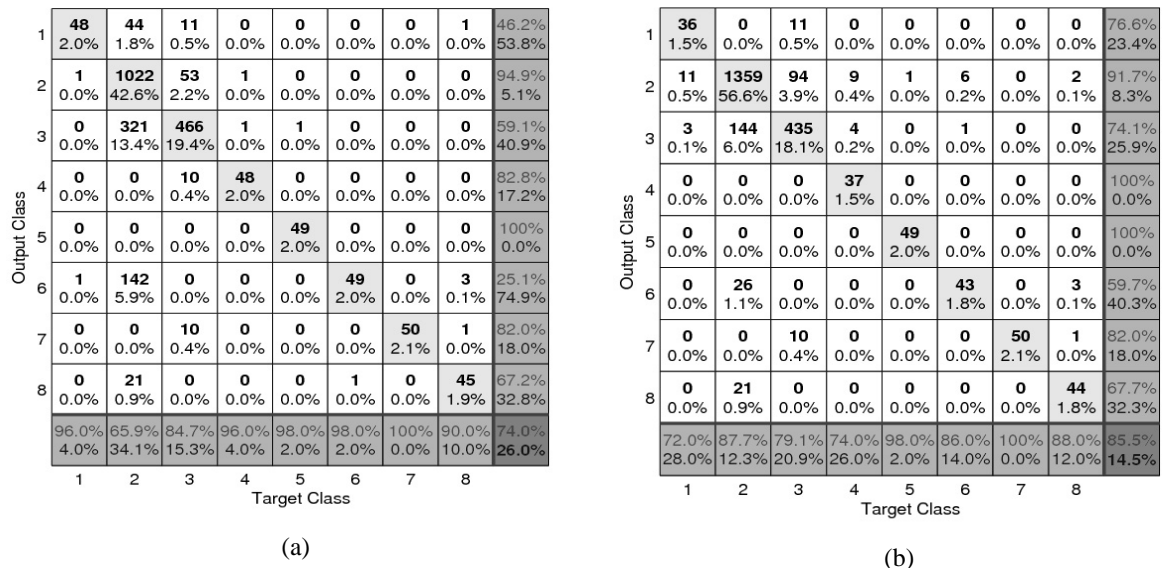 48 44 11 0 0 0 0 1 46.2%
1 2.0% 1.8% 0.5% 0.0% 0.0% 0.0% 0.0% 0.0% 53.8%
1 1022 53 1 0 0 0 0 94.9%
2 0.0% 42.6% 2.2% 0.0% 0.0% 0.0% 0.0% 0.0% 5.1%
0 321 466 1 1 0 0 0 59.1%
3 0.0% 13.4% 19.4% 0.0% 0.0% 0.0% 0.0% 0.0% 40.9%
0 0 10 48 0 0 0 0 82.8%
4 0.0% 0.0% 0.4% 2.0% 0.0% 0.0% 0.0% 0.0% 17.2%
0 0 0 0 49 0 0 0 100%
5 0.0% 0.0% 0.0% 0.0% 2.0% 0.0% 0.0% 0.0% 0.0%
1 142 0 0 0 49 0 3 25.1%
6 0.0% 5.9% 0.0% 0.0% 0.0% 2.0% 0.0% 0.1% 74.9%
0 0 10 0 0 0 50 1 82.0%
7 0.0% 0.0% 0.4% 0.0% 0.0% 0.0% 2.1% 0.0% 18.0%
0 21 0 0 0 1 0 45 67.2%
8 0.0% 0.9% 0.0% 0.0% 0.0% 0.0% 0.0% 1.9% 32.8%
96.0% 65.9% 84.7% 96.0% 98.0% 98.0% 100% 90.0% 74.0%
4.0% 34.1% 15.3% 4.0% 2.0% 2.0% 0.0% 10.0% 26.0%
1 2 3 4 5 6 7 8
Target Class
Output Class
(a)
36 0 11 0 0 0 0 0 76.6%
1 1.5% 0.0% 0.5% 0.0% 0.0% 0.0% 0.0% 0.0% 23.4%
11 1359 94 9 1 6 0 2 91.7%
2 0.5% 56.6% 3.9% 0.4% 0.0% 0.2% 0.0% 0.1% 8.3%
3 144 435 4 0 1 0 0 74.1%
3 0.1% 6.0% 18.1% 0.2% 0.0% 0.0% 0.0% 0.0% 25.9%
0 0 0 37 0 0 0 0 100%
4 0.0% 0.0% 0.0% 1.5% 0.0% 0.0% 0.0% 0.0% 0.0%
0 0 0 0 49 0 0 0 100%
5 0.0% 0.0% 0.0% 0.0% 2.0% 0.0% 0.0% 0.0% 0.0%
0 26 0 0 0 43 0 3 59.7%
6 0.0% 1.1% 0.0% 0.0% 0.0% 1.8% 0.0% 0.1% 40.3%
0 0 10 0 0 0 50 1 82.0%
7 0.0% 0.0% 0.4% 0.0% 0.0% 0.0% 2.1% 0.0% 18.0%
0 21 0 0 0 0 0 44 67.7%
8 0.0% 0.9% 0.0% 0.0% 0.0% 0.0% 0.0% 1.8% 32.3%
72.0% 87.7% 79.1% 74.0% 98.0% 86.0% 100% 88.0% 85.5%
28.0% 12.3% 20.9% 26.0% 2.0% 14.0% 0.0% 12.0% 14.5%
1 2 3 4 5 6 7 8
Target Class
Output Class
(b)